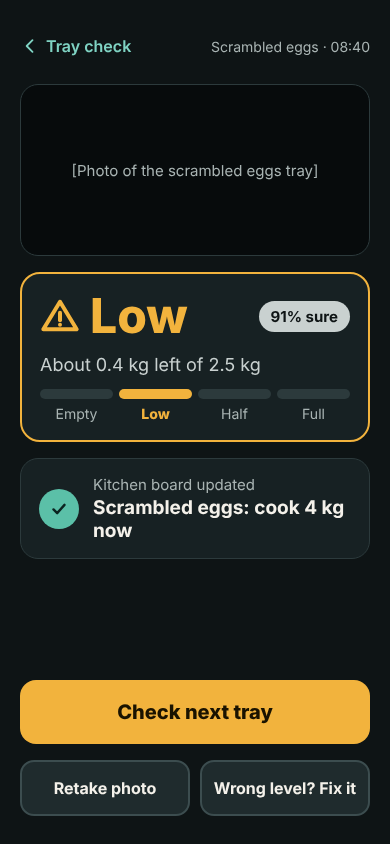 Tray check
Scrambled eggs · 08:40
[Photo of the scrambled eggs tray]
Low
91% sure
About 0.4 kg left of 2.5 kg
Empty
Low
Half
Full
Kitchen board updated
Scrambled eggs: cook 4 kg
now
Check next tray
Retake photo
Wrong level? Fix it